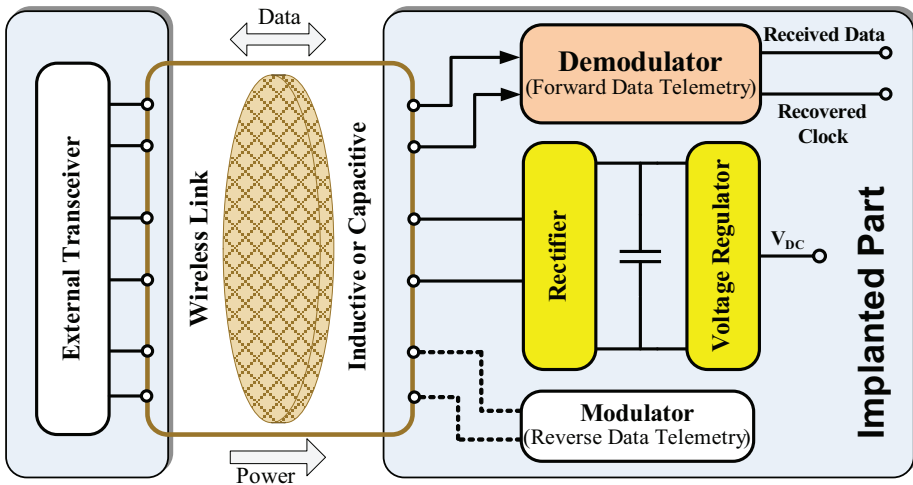 Data
External Transceiver
Wireless Link
Inductive or Capacitive
Power
Demodulator
(Forward Data Telemetry)
Received Data
Recovered
Clock
Rectifier
Voltage Regulator
VDC
Modulator
(Reverse Data Telemetry)
Implanted Part